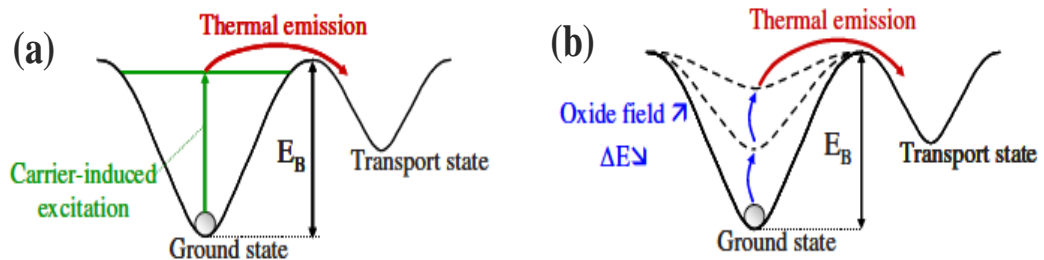 (a)
Thermal emission
E_B
Carrier-induced
excitation
Transport state
Ground state
(b)
Thermal emission
Oxide field ↗
ΔE↘
E_B
Transport state
Ground state